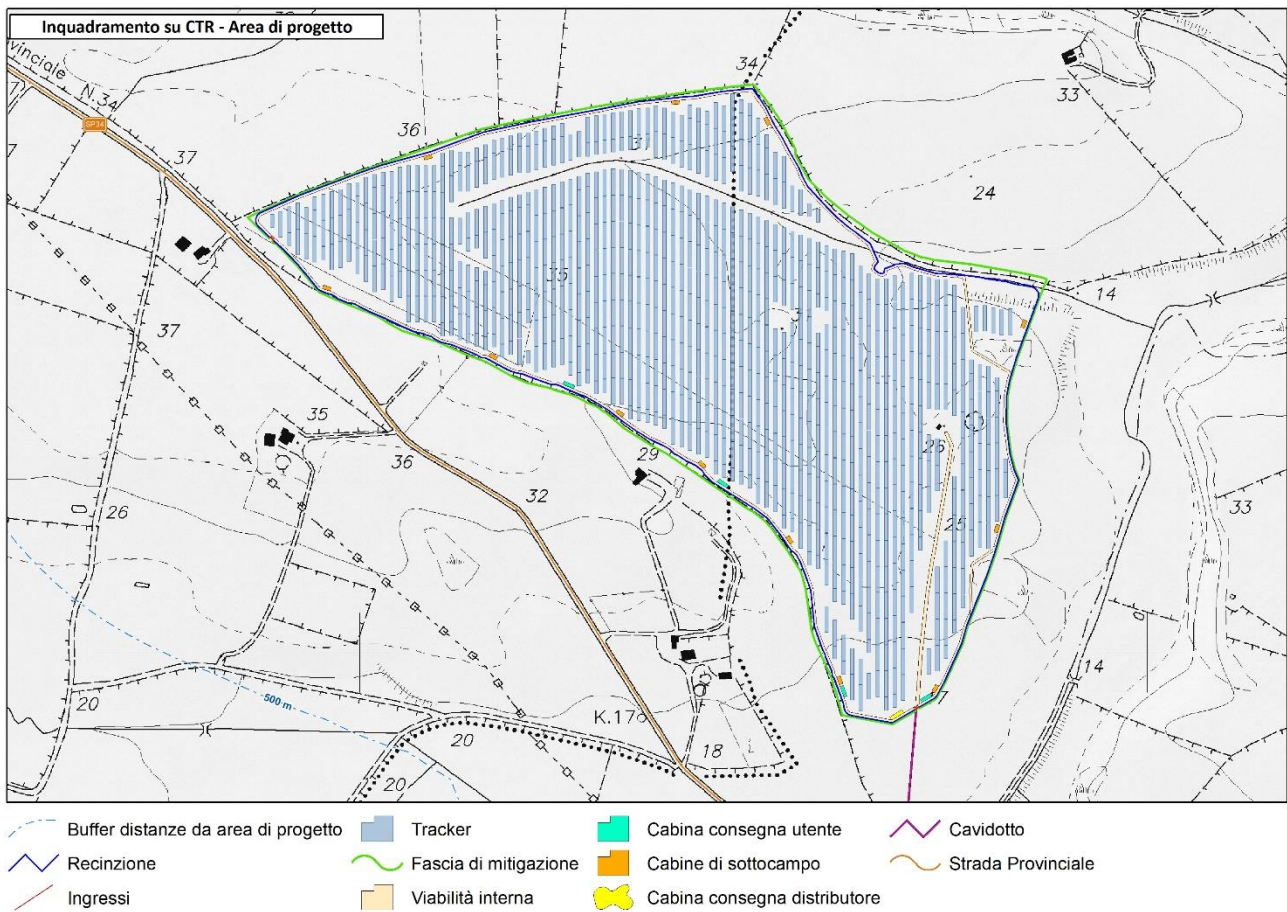 Inquadramento su CTR - Area di progetto
vinciale N.34
SP34
34
33
36
37
24
14
35
37
35
36
29
26
32
26
25
33
14
500 m
20
K.17
7
20
18
20
Buffer distanze da area di progetto
Recinzione
Ingressi
Tracker
Fascia di mitigazione
Viabilità interna
Cabina consegna utente
Cabine di sottocampo
Cabina consegna distributore
Cavidotto
Strada Provinciale